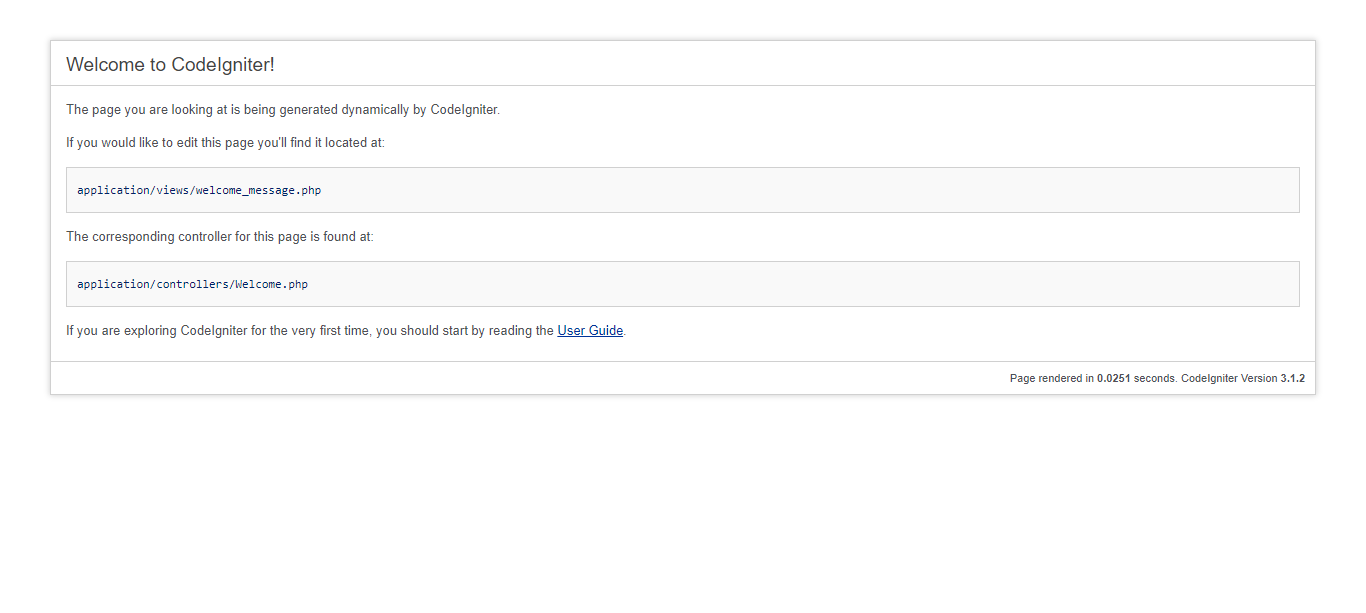 Welcome to CodeIgniter!
The page you are looking at is being generated dynamically by CodeIgniter.
If you would like to edit this page you'll find it located at:
application/views/welcome_message.php
The corresponding controller for this page is found at:
application/controllers/Welcome.php
If you are exploring CodeIgniter for the very first time, you should start by reading the User Guide.
Page rendered in 0.0251 seconds. CodeIgniter Version 3.1.2